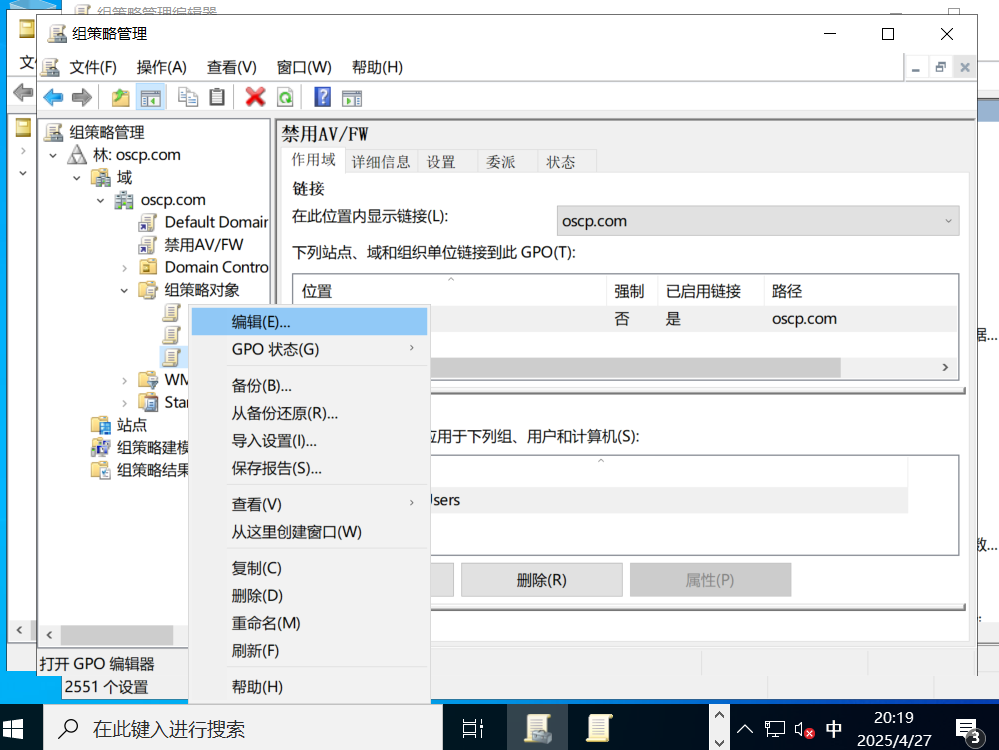 组策略管理编辑器
组策略管理
文件(F) 操作(A) 查看(V) 窗口(W) 帮助(H)
组策略管理
林: oscp.com
域
oscp.com
Default Domain
禁用AV/FW
Domain Contro
组策略对象
WM
Star
站点
组策略建模
组策略结果
禁用AV/FW
作用域 详细信息 设置 委派 状态
链接
在此位置内显示链接(L):
oscp.com
下列站点、域和组织单位链接到此 GPO(T):
位置 强制 已启用链接 路径
否 是 oscp.com
应用于下列组、用户和计算机(S):
Users
删除(R) 属性(P)
编辑(E)...
GPO 状态(G)
备份(B)...
从备份还原(R)...
导入设置(I)...
保存报告(S)...
查看(V)
从这里创建窗口(W)
复制(C)
删除(D)
重命名(M)
刷新(F)
帮助(H)
打开 GPO 编辑器
2551 个设置
在此键入进行搜索
中
20:19
2025/4/27
3